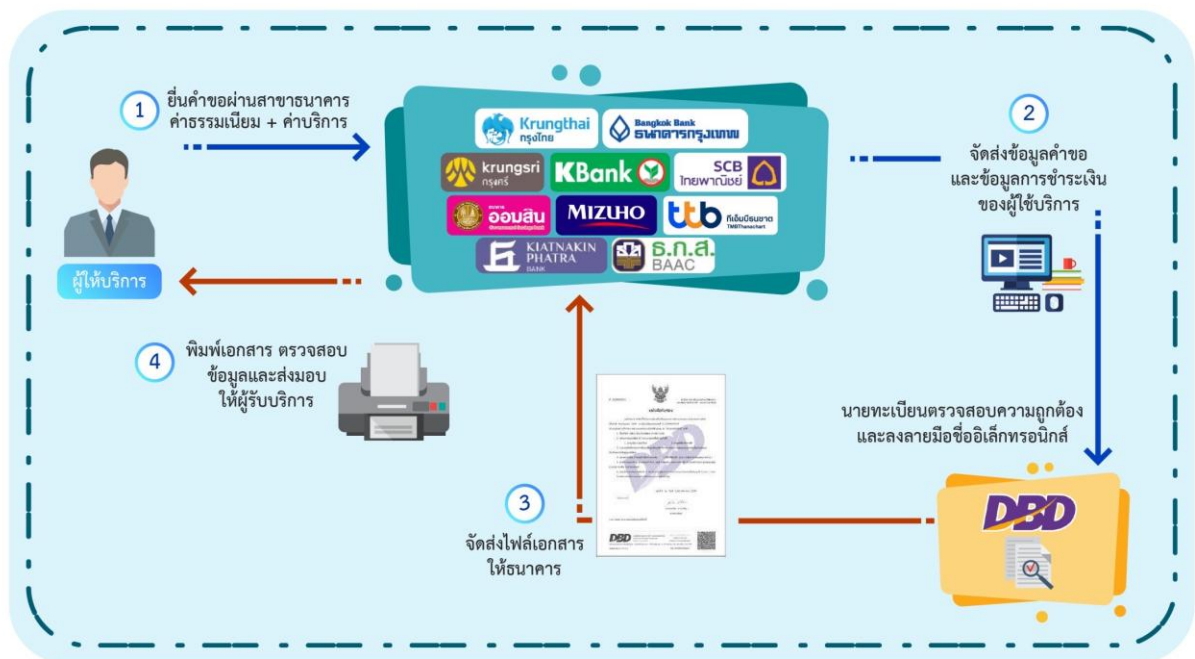 1
ยื่นคำขอผ่านสาขาธนาคาร
ค่าธรรมเนียม + ค่าบริการ
Krungthai
กรุงไทย
Bangkok Bank
ธนาคารกรุงเทพ
krungsri
กรุงศรี
KBank
SCB
ไทยพาณิชย์
ธนาคาร
ออมสิน
MIZUHO
ttb
ทีเอ็มบีธนชาต
TMBThanachart
KIATNAKIN
PHATRA
BANK
ธ.ก.ส.
BAAC
2
จัดส่งข้อมูลคำขอ
และข้อมูลการชำระเงิน
ของผู้ใช้บริการ
ผู้ให้บริการ
4
พิมพ์เอกสาร ตรวจสอบ
ข้อมูลและส่งมอบ
ให้ผู้รับบริการ
นายทะเบียนตรวจสอบความถูกต้อง
และลงลายมือชื่ออิเล็กทรอนิกส์
DBD
3
จัดส่งไฟล์เอกสาร
ให้ธนาคาร
DBD
DBD